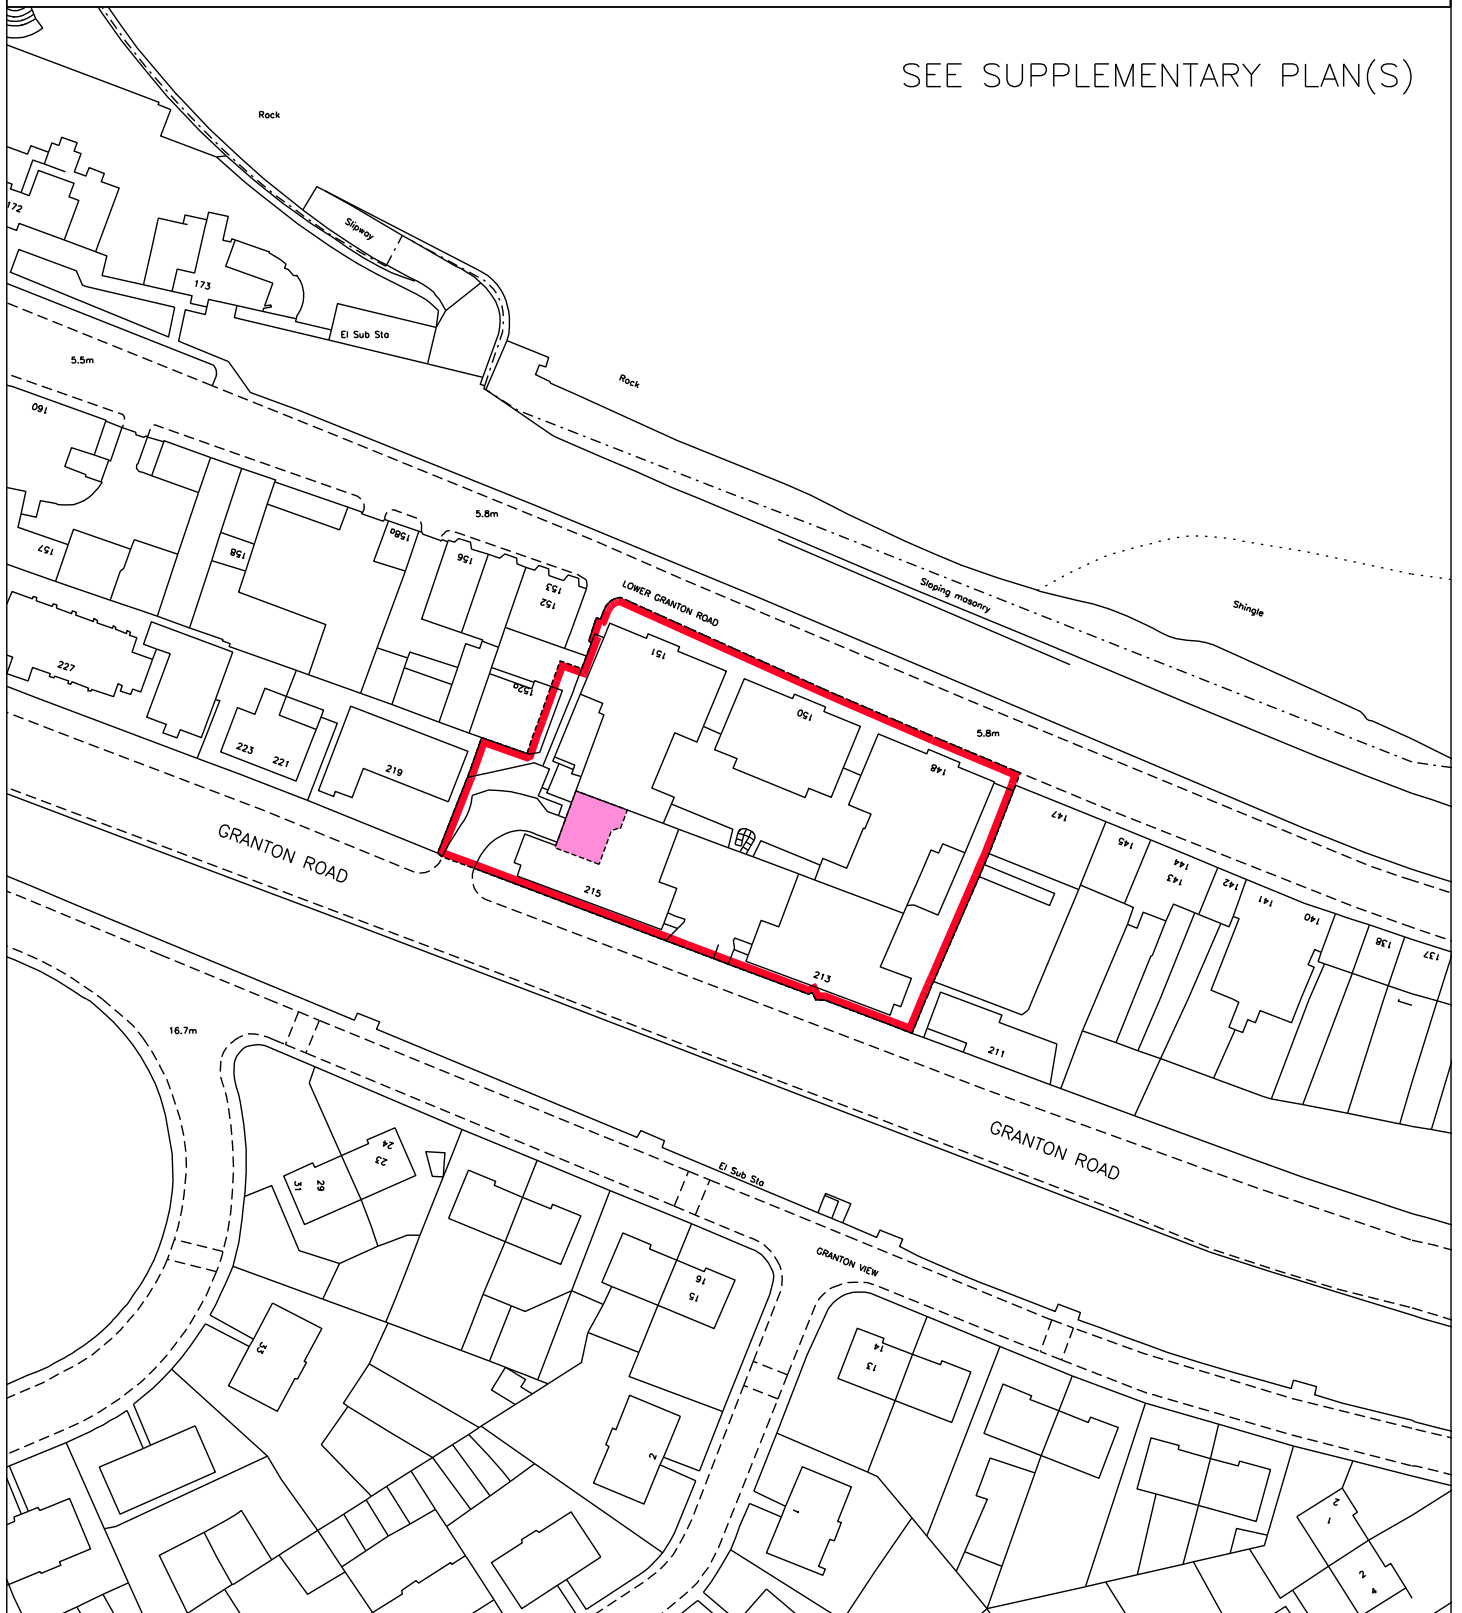 SEE SUPPLEMENTARY PLAN(S)
Rock
172
Slipway
173
El Sub Sta
5.5m
Rock
160
5.8m
158a
157
158
156
153
152
LOWER GRANTON ROAD
Sloping masonry
Shingle
227
151
152a
150
5.8m
223
221
219
148
147
GRANTON ROAD
145
144
143
142
141
140
138
137
215
213
16.7m
211
GRANTON ROAD
24
23
31
29
El Sub Sta
GRANTON VIEW
16
15
33
14
13
2
1
2
1
2
4